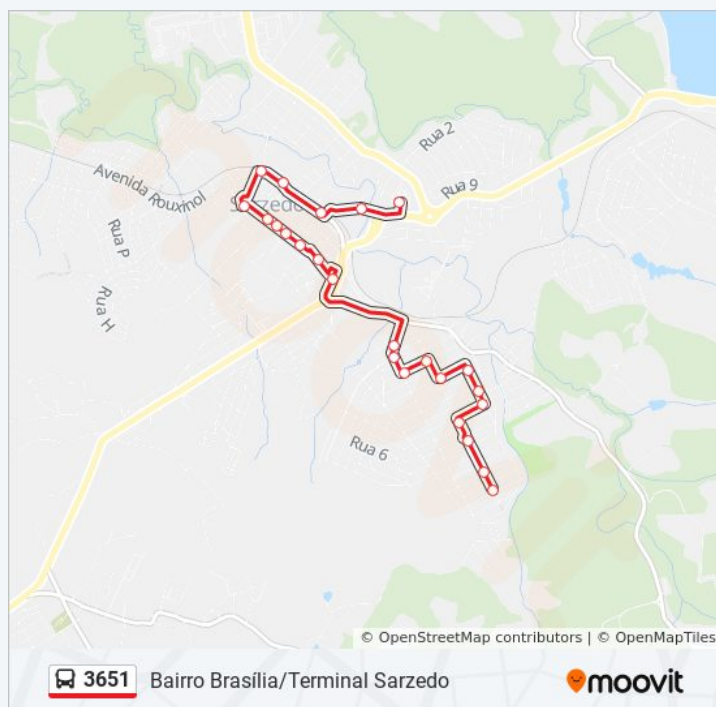 Rua 2
Rua 9
Avenida Rouxinol
Sarzedo
Rua P
Rua H
Rua 6
© OpenStreetMap contributors | © OpenMapTiles
3651 Bairro Brasília/Terminal Sarzedo
moovit